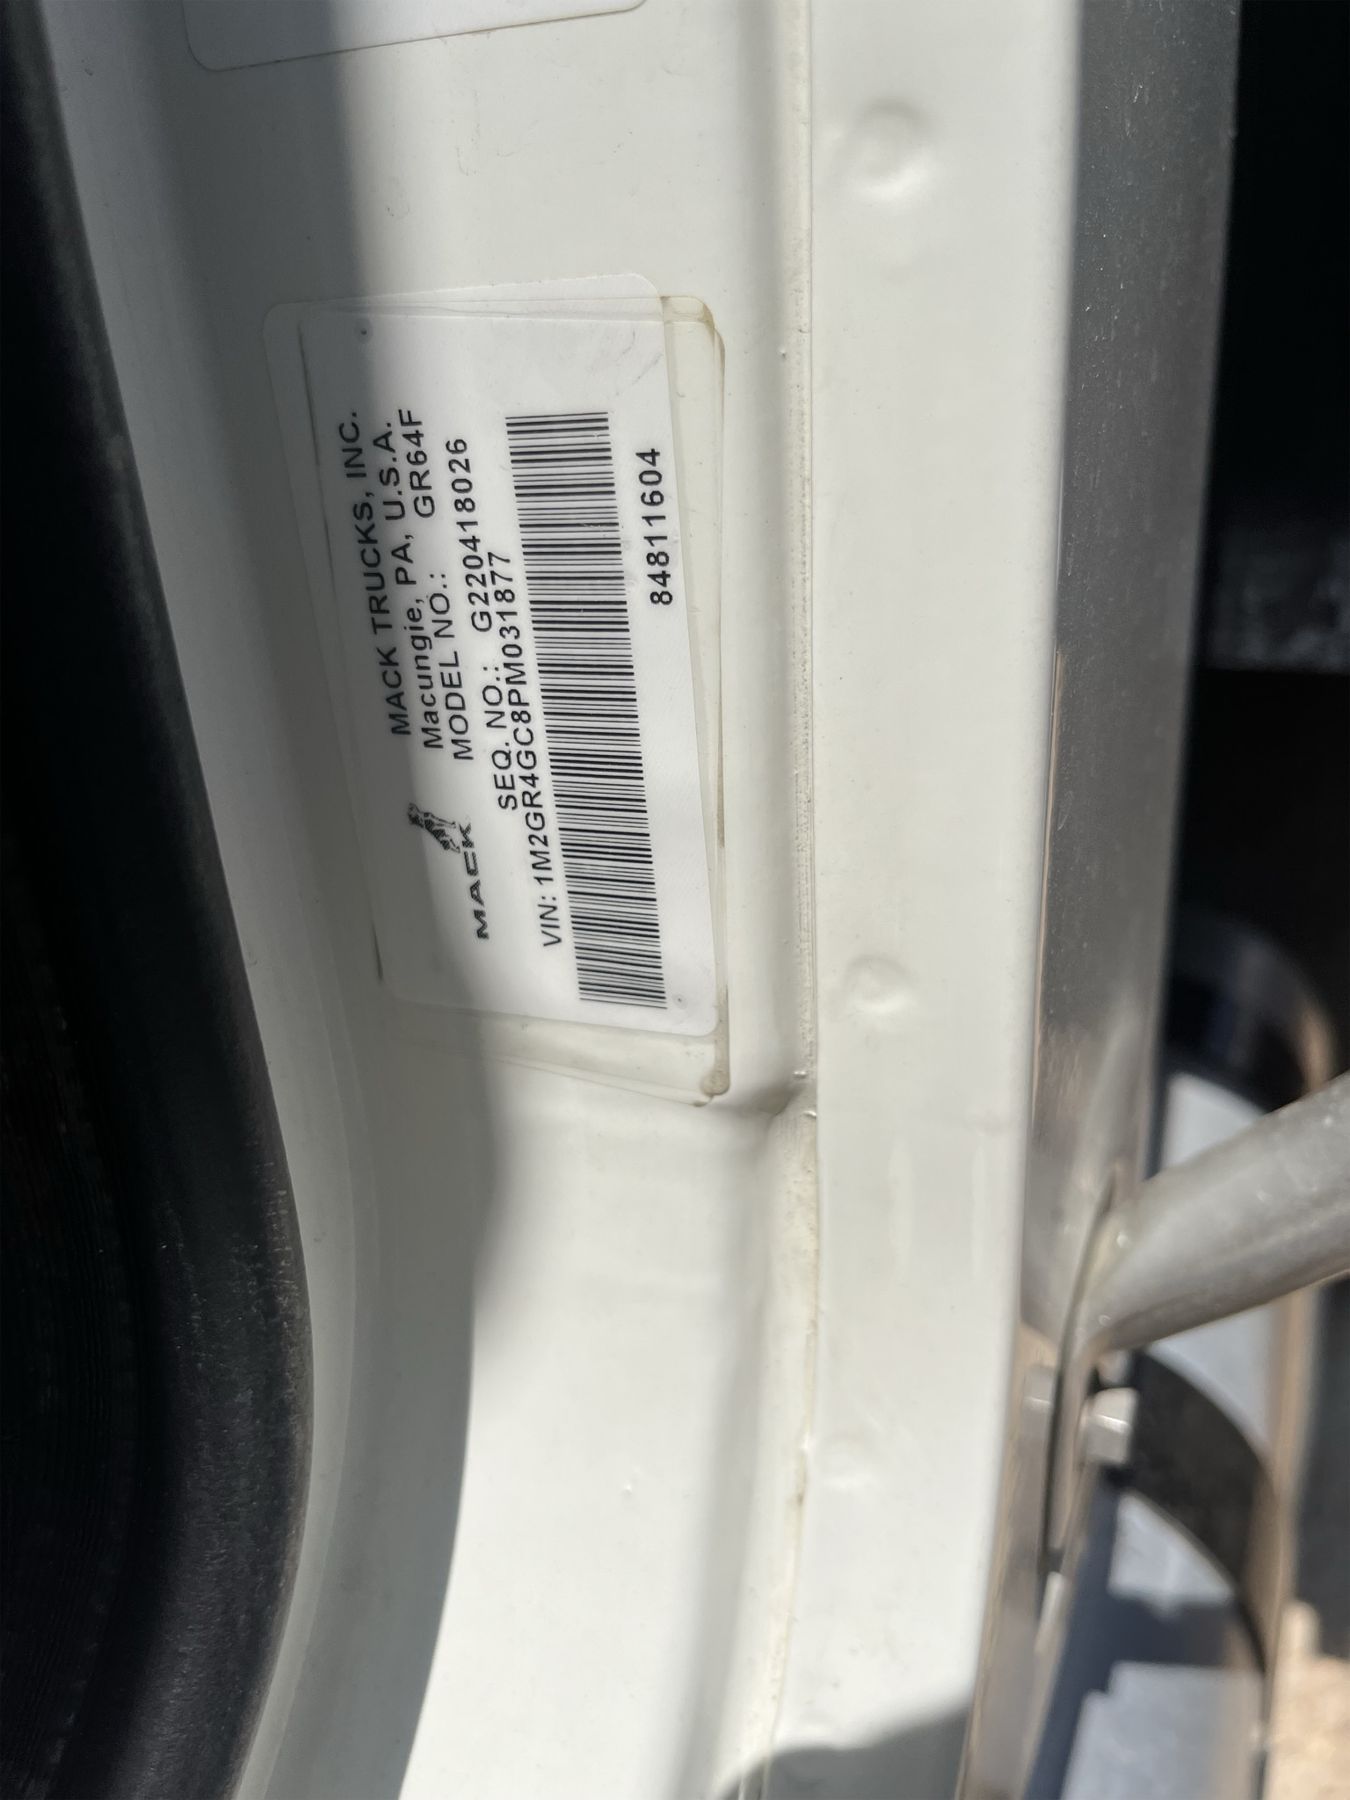 MACK TRUCKS, INC.
Macungie, PA, U.S.A.
MODEL NO.: GR64F
SEQ. NO.: G220418026
MACK
VIN: 1M2GR4GC8PM031877
84811604